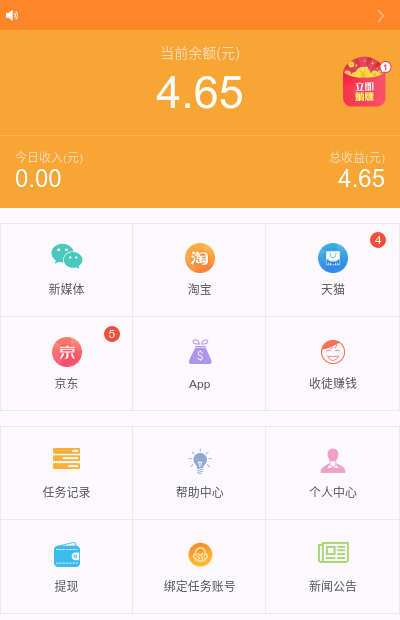 当前余额(元)
4.65
1
立即
躺赚
今日收入(元)
总收益(元)
0.00
4.65
淘
4
新媒体
淘宝
天猫
京
5
$
京东
App
收徒赚钱
任务记录
帮助中心
个人中心
提现
绑定任务账号
新闻公告